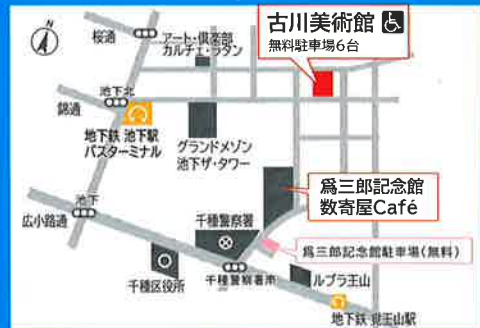 N
桜通
アート・倶楽部
カルチェ・ラタン
古川美術館
無料駐車場6台
池下北
錦通
地下鉄 池下駅
バスターミナル
グランドメゾン
池下ザ・タワー
爲三郎記念館
数寄屋Café
池下
広小路通
千種警察署
爲三郎記念館駐車場(無料)
千種区役所
千種警察署南
ルブラ王山
地下鉄 覚王山駅